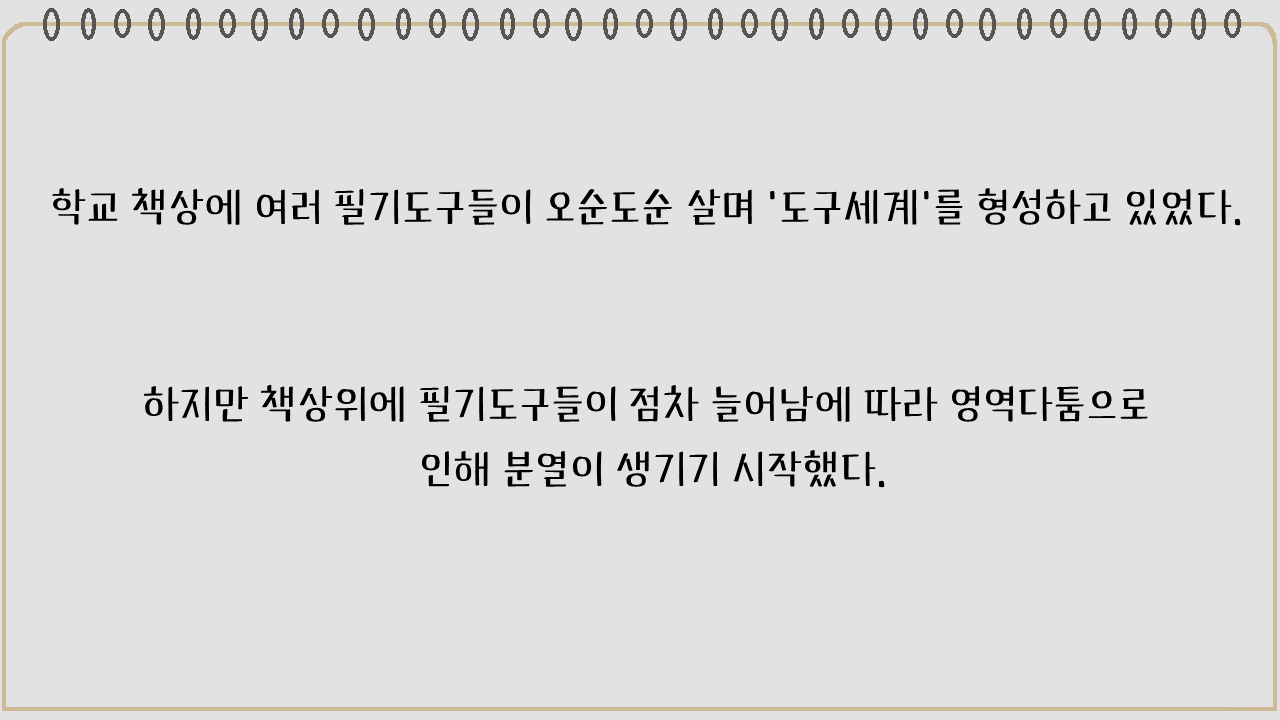 학교 책상에 여러 필기도구들이 오순도순 살며 '도구세계'를 형성하고 있었다.
하지만 책상위에 필기도구들이 점차 늘어남에 따라 영역다툼으로
인해 분열이 생기기 시작했다.